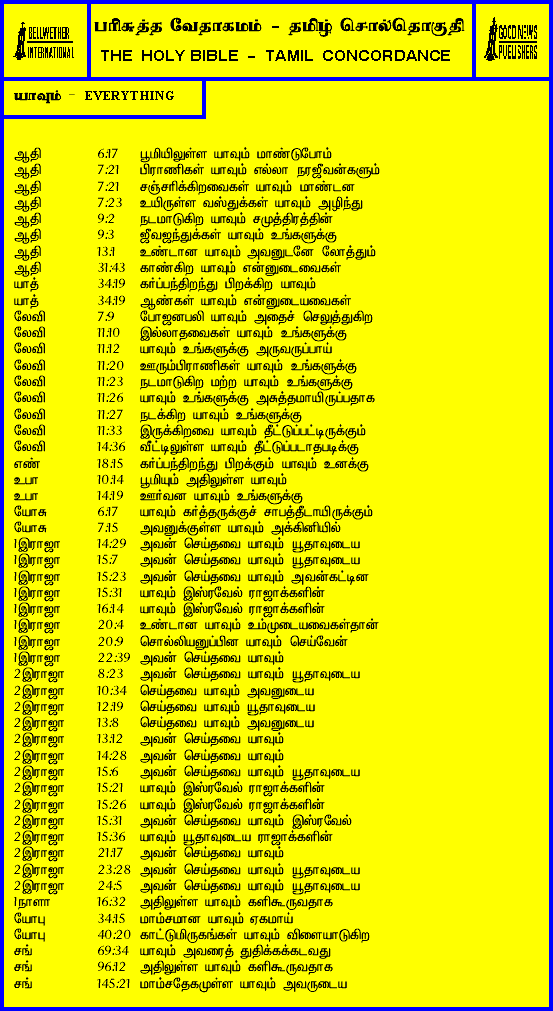 BELLWETHER
INTERNATIONAL
பரிசுத்த வேதாகமம் - தமிழ் சொல்தொகுதி
THE HOLY BIBLE - TAMIL CONCORDANCE
GOOD NEWS
PUBLISHERS
யாவும் - EVERYTHING
ஆதி 6:17 பூமியிலுள்ள யாவும் மாண்டுபோம்
ஆதி 7:21 பிராணிகள் யாவும் எல்லா நரஜீவன்களும்
ஆதி 7:21 சஞ்சரிக்கிறவைகள் யாவும் மாண்டன
ஆதி 7:23 உயிருள்ள வஸ்துக்கள் யாவும் அழிந்து
ஆதி 9:2 நடமாடுகிற யாவும் சமுத்திரத்தின்
ஆதி 9:3 ஜீவஜந்துக்கள் யாவும் உங்களுக்கு
ஆதி 13:1 உண்டான யாவும் அவனுடனே லோத்தும்
ஆதி 31:43 காண்கிற யாவும் என்னுடைவைகள்
யாத் 34:19 கர்ப்பந்திறந்து பிறக்கிற யாவும்
யாத் 34:19 ஆண்கள் யாவும் என்னுடையவைகள்
லேவி 7:9 போஜனபலி யாவும் அதைச் செலுத்துகிற
லேவி 11:10 இல்லாதவைகள் யாவும் உங்களுக்கு
லேவி 11:12 யாவும் உங்களுக்கு அருவருப்பாய்
லேவி 11:20 ஊரும்பிராணிகள் யாவும் உங்களுக்கு
லேவி 11:23 நடமாடுகிற மற்ற யாவும் உங்களுக்கு
லேவி 11:26 யாவும் உங்களுக்கு அசுத்தமாயிருப்பதாக
லேவி 11:27 நடக்கிற யாவும் உங்களுக்கு
லேவி 11:33 இருக்கிறவை யாவும் தீட்டுப்பட்டிருக்கும்
லேவி 14:36 வீட்டிலுள்ள யாவும் தீட்டுப்படாதபடிக்கு
எண் 18:15 கர்ப்பந்திறந்து பிறக்கும் யாவும் உனக்கு
உபா 10:14 பூமியும் அதிலுள்ள யாவும்
உபா 14:19 ஊர்வன யாவும் உங்களுக்கு
யோசு 6:17 யாவும் கர்த்தருக்குச் சாபத்தீடாயிருக்கும்
யோசு 7:15 அவனுக்குள்ள யாவும் அக்கினியில்
1இராஜா 14:29 அவன் செய்தவை யாவும் யூதாவுடைய
1இராஜா 15:7 அவன் செய்தவை யாவும் யூதாவுடைய
1இராஜா 15:23 அவன் செய்தவை யாவும் அவன்கட்டின
1இராஜா 15:31 யாவும் இஸ்ரவேல் ராஜாக்களின்
1இராஜா 16:14 யாவும் இஸ்ரவேல் ராஜாக்களின்
1இராஜா 20:4 உண்டான யாவும் உம்முடையவைகள்தான்
1இராஜா 20:9 சொல்லியனுப்பின யாவும் செய்வேன்
1இராஜா 22:39 அவன் செய்தவை யாவும்
2இராஜா 8:23 அவன் செய்தவை யாவும் யூதாவுடைய
2இராஜா 10:34 செய்தவை யாவும் அவனுடைய
2இராஜா 12:19 செய்தவை யாவும் யூதாவுடைய
2இராஜா 13:8 செய்தவை யாவும் அவனுடைய
2இராஜா 13:12 அவன் செய்தவை யாவும்
2இராஜா 14:28 அவன் செய்தவை யாவும்
2இராஜா 15:6 அவன் செய்தவை யாவும் யூதாவுடைய
2இராஜா 15:21 யாவும் இஸ்ரவேல் ராஜாக்களின்
2இராஜா 15:26 யாவும் இஸ்ரவேல் ராஜாக்களின்
2இராஜா 15:31 அவன் செய்தவை யாவும் இஸ்ரவேல்
2இராஜா 15:36 யாவும் யூதாவுடைய ராஜாக்களின்
2இராஜா 21:17 அவன் செய்தவை யாவும்
2இராஜா 23:28 அவன் செய்தவை யாவும் யூதாவுடைய
2இராஜா 24:5 அவன் செய்தவை யாவும் யூதாவுடைய
1நாளா 16:32 அதிலுள்ள யாவும் களிகூருவதாக
யோபு 34:15 மாம்சமான யாவும் ஏகமாய்
யோபு 40:20 காட்டுமிருகங்கள் யாவும் விளையாடுகிற
சங் 69:34 யாவும் அவரைத் துதிக்கக்கடவது
சங் 96:12 அதிலுள்ள யாவும் களிகூருவதாக
சங் 145:21 மாம்சதேகமுள்ள யாவும் அவருடைய